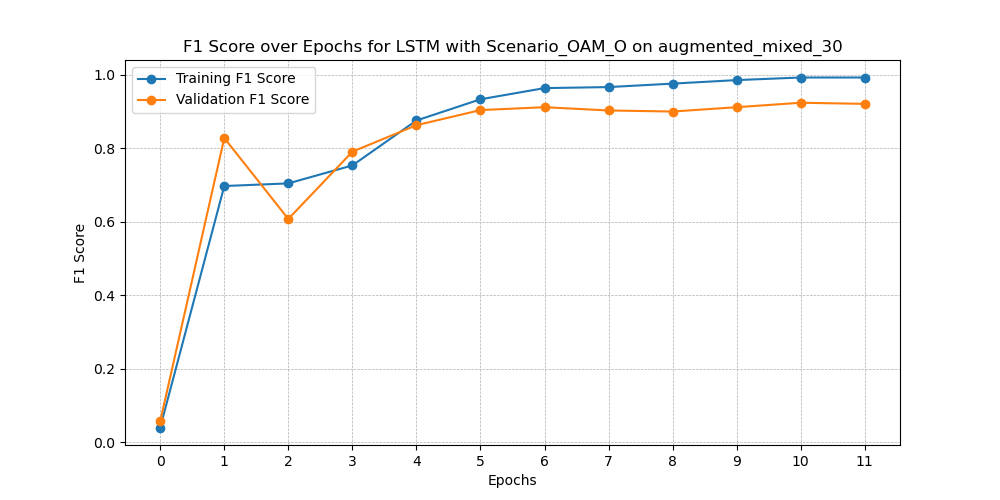 F1 Score over Epochs for LSTM with Scenario_OAM_O on augmented_mixed_30
Training F1 Score
Validation F1 Score
F1 Score
1.0
0.8
0.6
0.4
0.2
0.0
0 1 2 3 4 5 6 7 8 9 10 11
Epochs